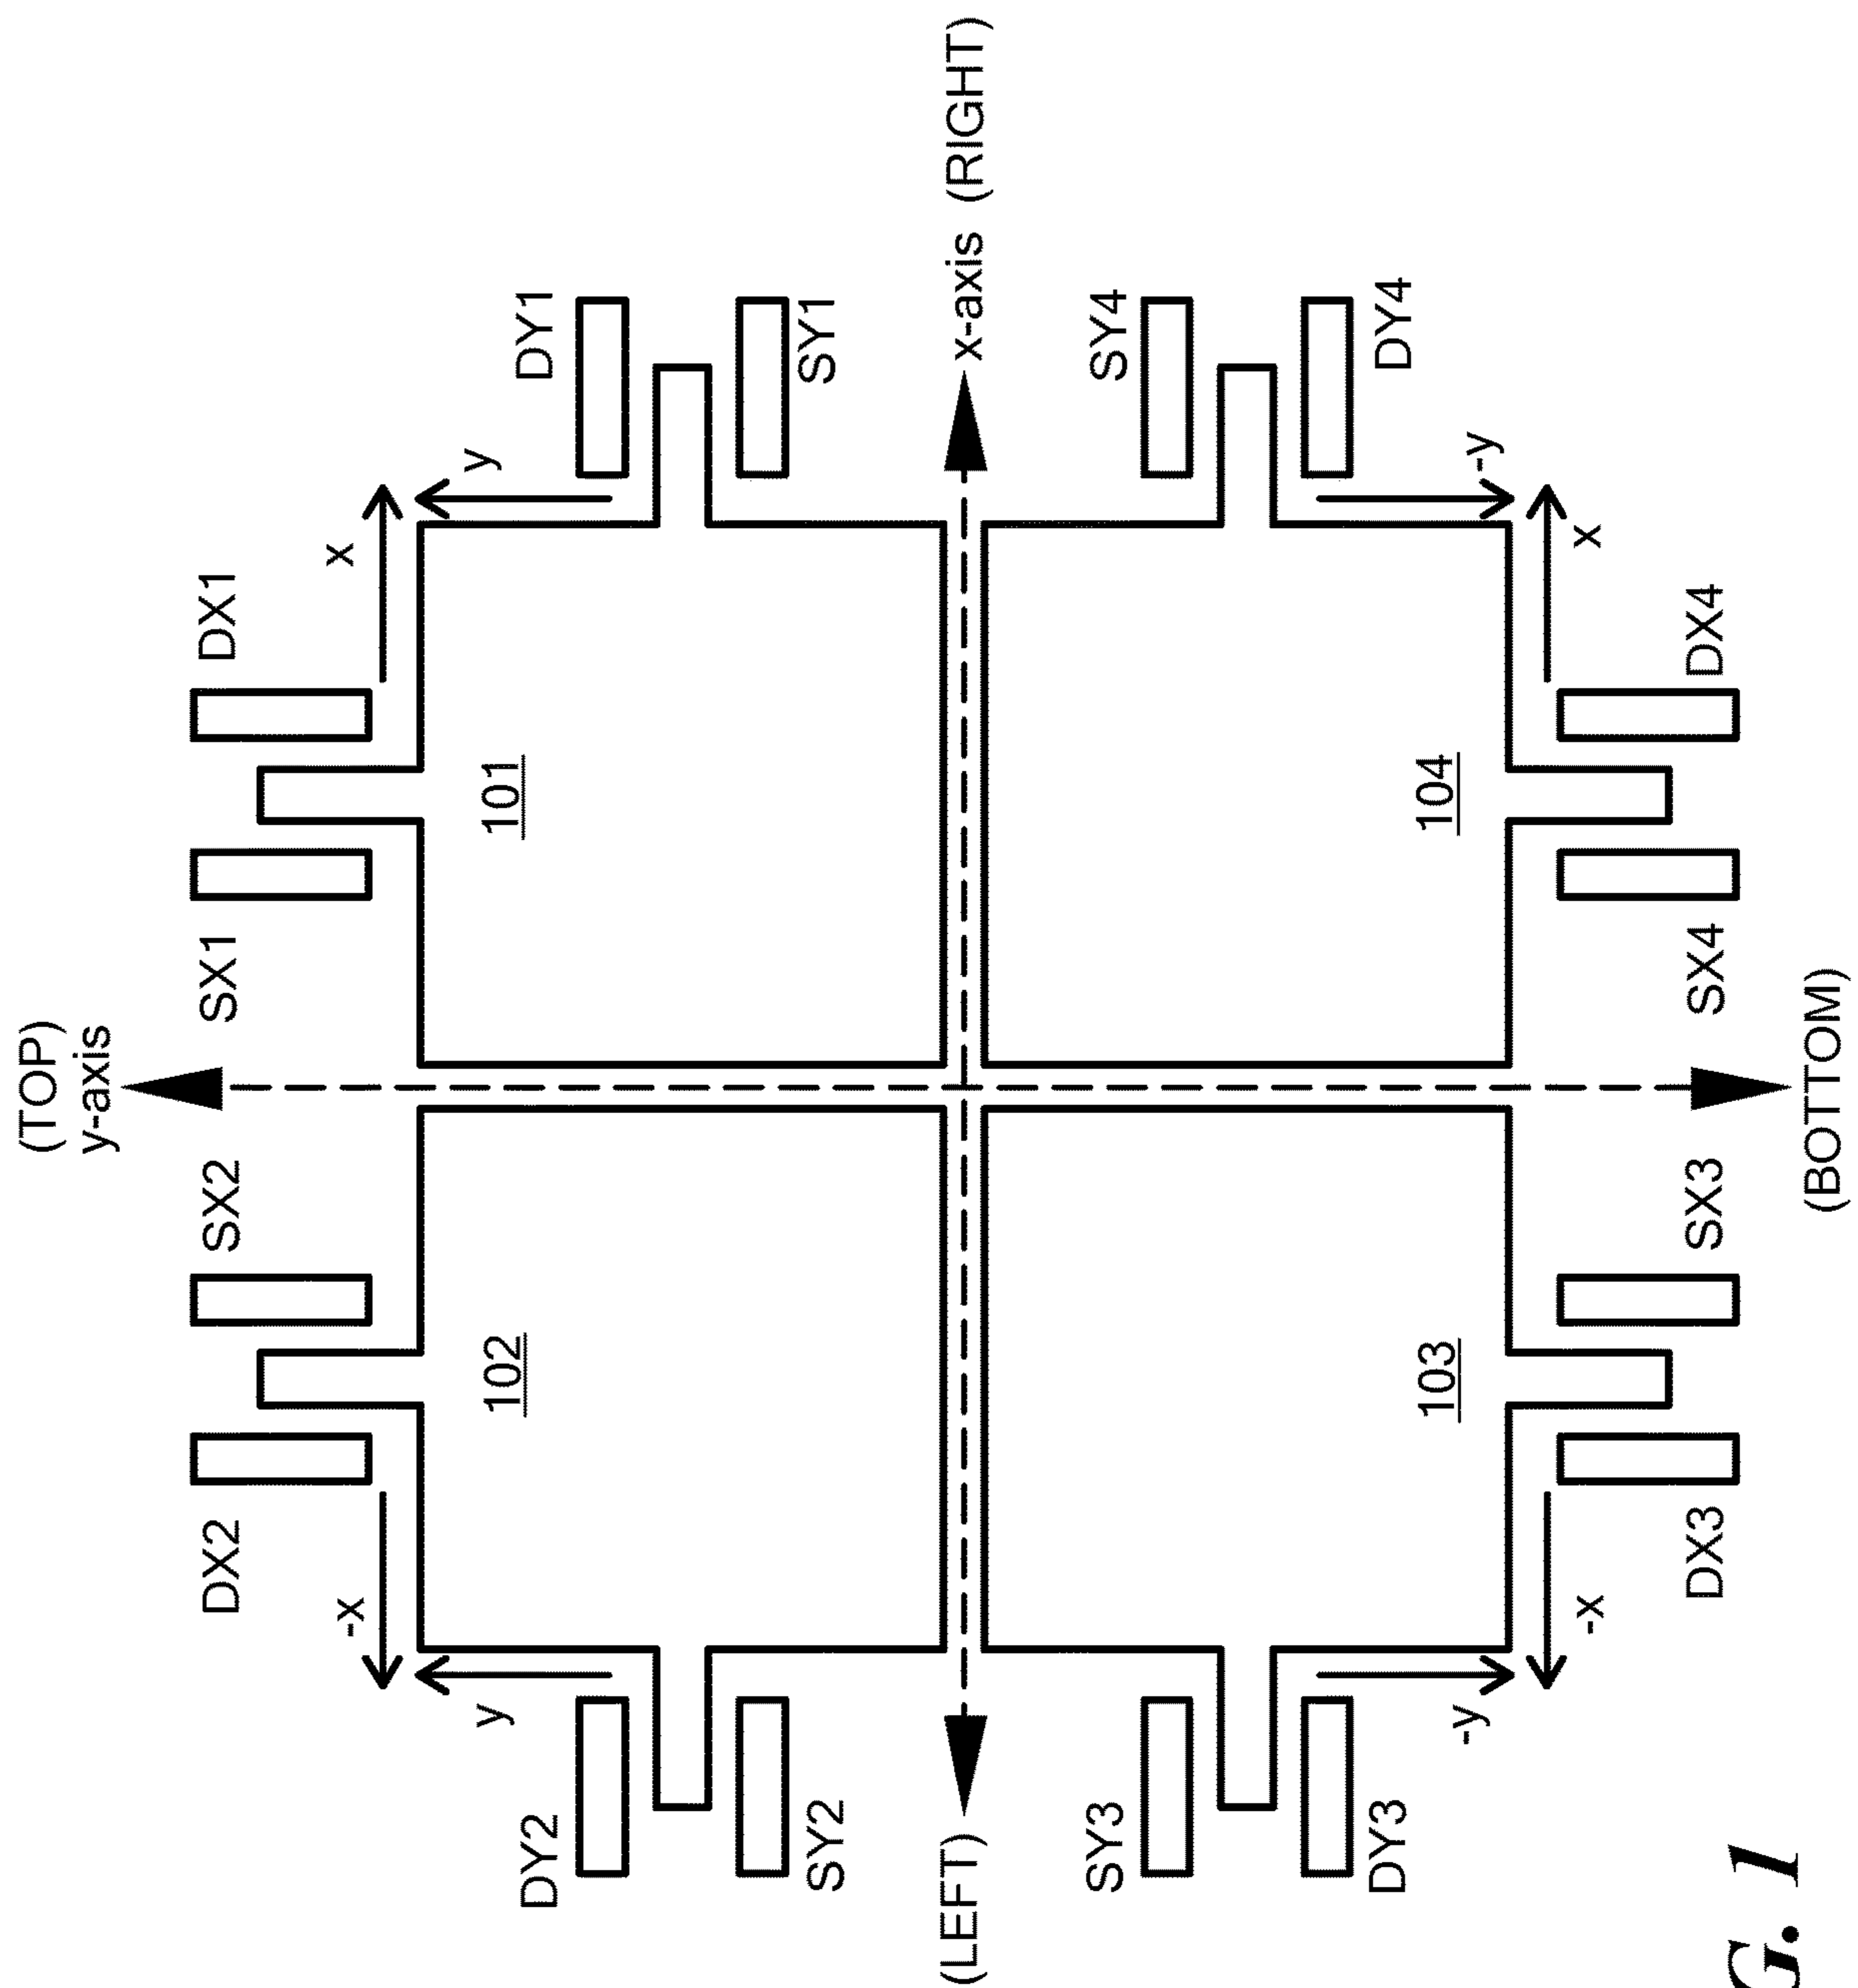 (TOP)
y-axis
DX2
SX2
SX1
DX1
-x
x
y
102
101
y
DY2
DY1
SY2
SY1
(LEFT)
x-axis (RIGHT)
SY3
SY4
DY3
DY4
103
104
-y
-y
-x
x
DX3
SX3
SX4
DX4
G. 1
(BOTTOM)